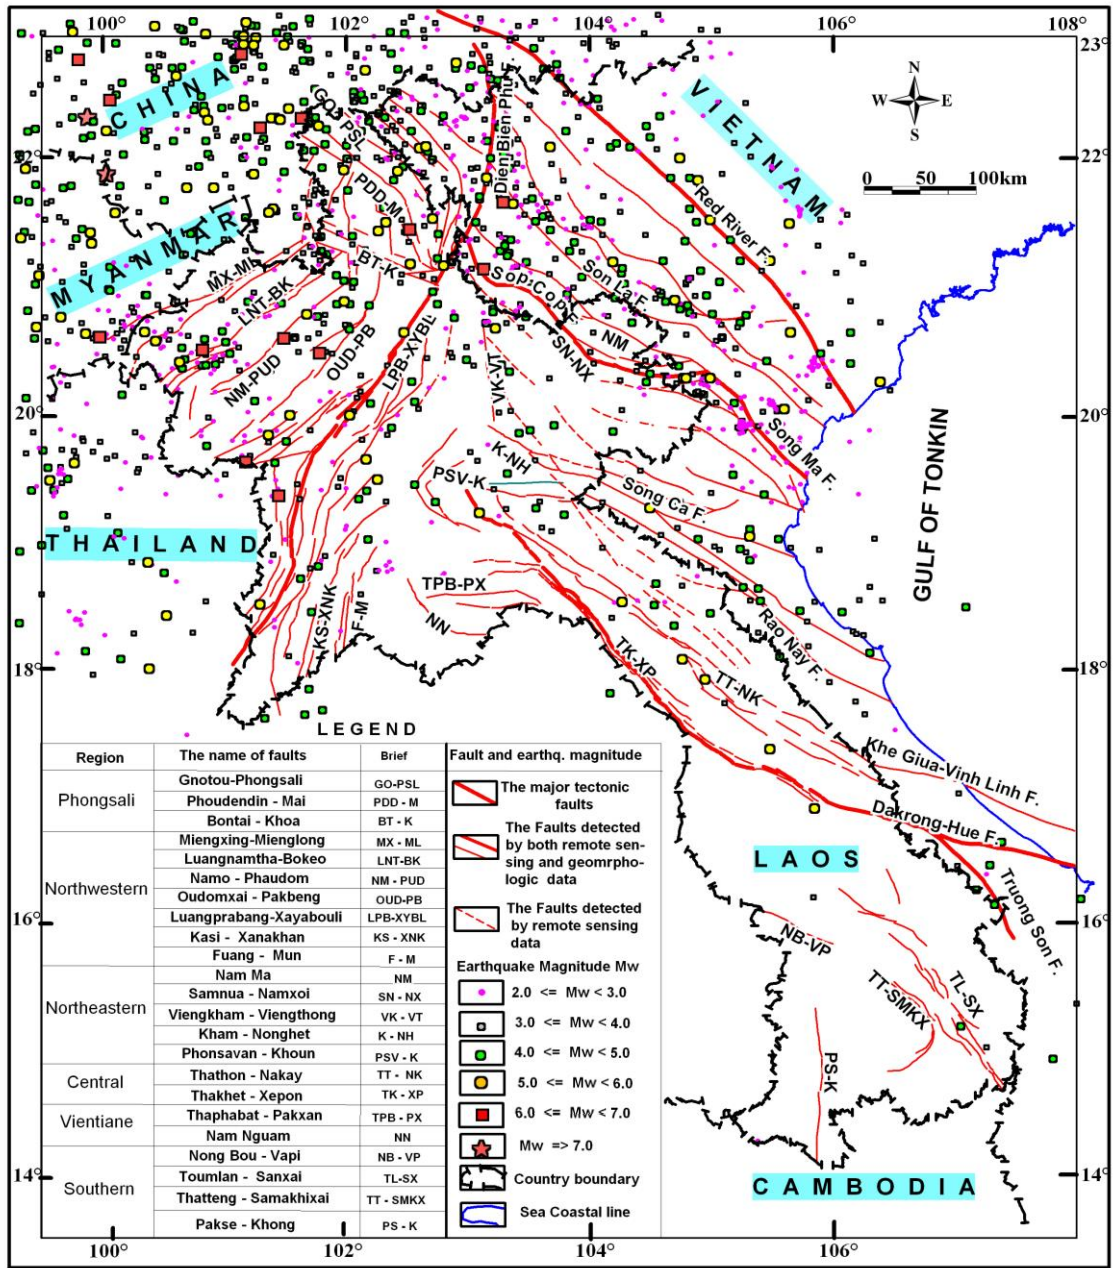 100° 102° 104° 106° 108°
23°
22°
20°
18°
16°
14°
CHINA
MYANMAR
THAILAND
VIETNAM
LAOS
CAMBODIA
GULF OF TONKIN
N
W E
S
0 50 100km
GO-PSL
PDD-M
BT-K
MX-ML
LNT-BK
NM-PUD
OUD-PB
LPB-XYBL
Dien Bien Phu F.
Red River F.
Son La F.
Sop Cop F.
NM
SN-NX
VK-VT
K-NH
PSV-K
Song Ma F.
Song Ca F.
TPB-PX
NN
KS-XNK
F-M
TK-XP
TT-NK
Rao Nay F.
Khe Giua-Vinh Linh F.
Dakrong-Hue F.
Truong Son F.
NB-VP
TL-SX
TT-SMKX
PS-K
LEGEND
Region The name of faults Brief
Phongsali
Gnotou-Phongsali GO-PSL
Phoudendin - Mai PDD - M
Bontai - Khoa BT - K
Northwestern
Miengxing-Mienglong MX - ML
Luangnamtha-Bokeo LNT-BK
Namo - Phaudom NM - PUD
Oudomxai - Pakbeng OUD-PB
Luangprabang-Xayabouli LPB-XYBL
Kasi - Xanakhan KS - XNK
Fuang - Mun F - M
Northeastern
Nam Ma NM
Samnua - Namxoi SN - NX
Viengkham - Viengthong VK - VT
Kham - Nonghet K - NH
Phonsavan - Khoun PSV - K
Central
Thathon - Nakay TT - NK
Thakhet - Xepon TK - XP
Vientiane
Thaphabat - Pakxan TPB - PX
Nam Nguam NN
Southern
Nong Bou - Vapi NB - VP
Toumlan - Sanxai TL-SX
Thatteng - Samakhixai TT - SMKX
Pakse - Khong PS - K
Fault and earthq. magnitude
The major tectonic
faults
The Faults detected
by both remote sen-
sing and geomrpho-
logic data
The Faults detected
by remote sensing
data
Earthquake Magnitude Mw
2.0 <= Mw < 3.0
3.0 <= Mw < 4.0
4.0 <= Mw < 5.0
5.0 <= Mw < 6.0
6.0 <= Mw < 7.0
Mw => 7.0
Country boundary
Sea Coastal line
100° 102° 104° 106°